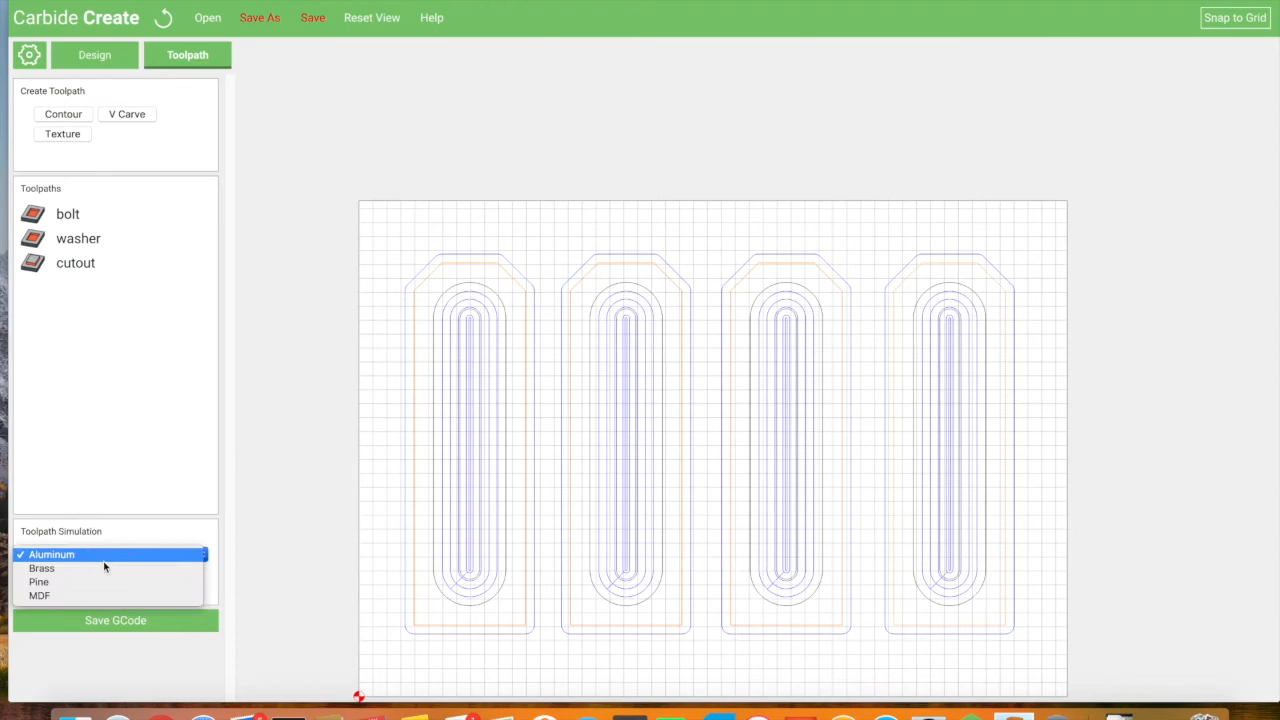 Carbide Create Open Save As Save Reset View Help Snap to Grid
Design Toolpath
Create Toolpath
Contour V Carve
Texture
Toolpaths
bolt
washer
cutout
Toolpath Simulation
Aluminum
Brass
Pine
MDF
Save GCode